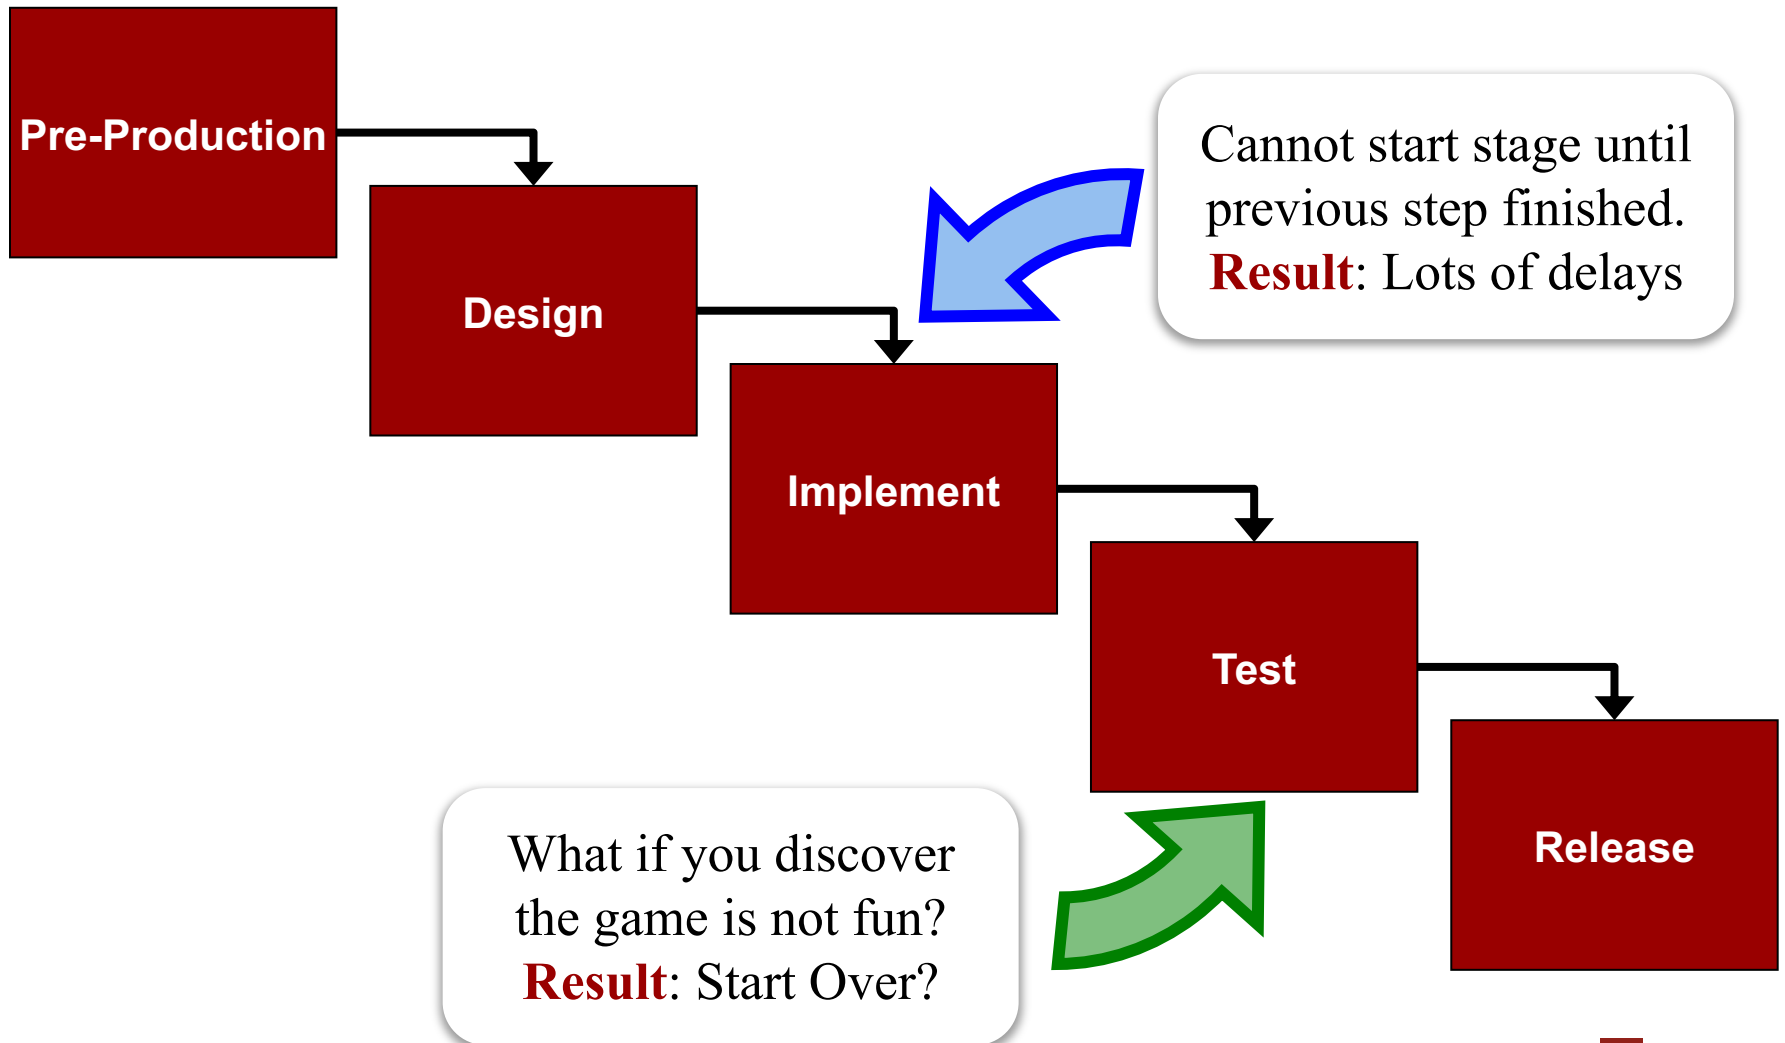 Pre-Production
Cannot start stage until
previous step finished.
Result: Lots of delays
Design
Implement
Test
What if you discover
the game is not fun?
Result: Start Over?
Release